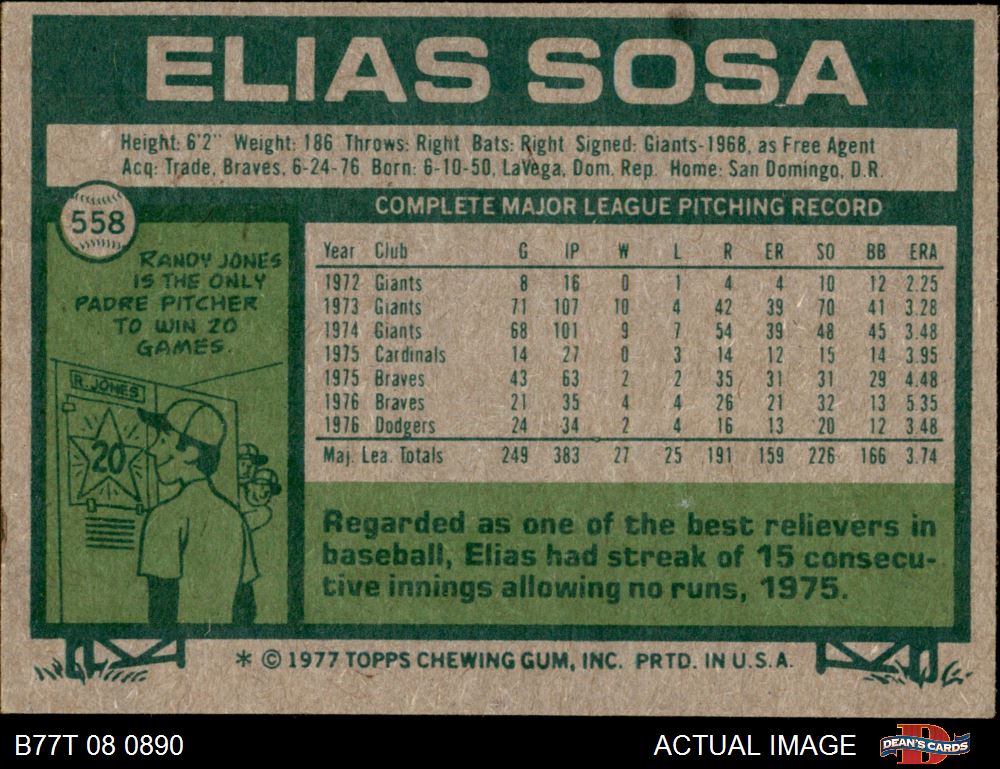 ELIAS SOSA
Height: 6'2" Weight: 186 Throws: Right Bats: Right Signed: Giants-1968, as Free Agent
Acq: Trade, Braves, 6-24-76 Born: 6-10-50, LaVega, Dom. Rep. Home: San Domingo, D.R.
558
RANDY JONES
IS THE ONLY
PADRE PITCHER
TO WIN 20
GAMES.
R. JONES
20
COMPLETE MAJOR LEAGUE PITCHING RECORD
Year Club G IP W L R ER SO BB ERA
1972 Giants 8 16 0 1 4 4 10 12 2.25
1973 Giants 71 107 10 4 42 39 70 41 3.28
1974 Giants 68 101 9 7 54 39 48 45 3.48
1975 Cardinals 14 27 0 3 14 12 15 14 3.95
1975 Braves 43 63 2 2 35 31 31 29 4.48
1976 Braves 21 35 4 4 26 21 32 13 5.35
1976 Dodgers 24 34 2 4 16 13 20 12 3.48
Maj. Lea. Totals 249 383 27 25 191 159 226 166 3.74
Regarded as one of the best relievers in
baseball, Elias had streak of 15 consecu-
tive innings allowing no runs, 1975.
* © 1977 TOPPS CHEWING GUM, INC. PRTD. IN U.S.A.
B77T 08 0890
ACTUAL IMAGE
DEAN'S CARDS